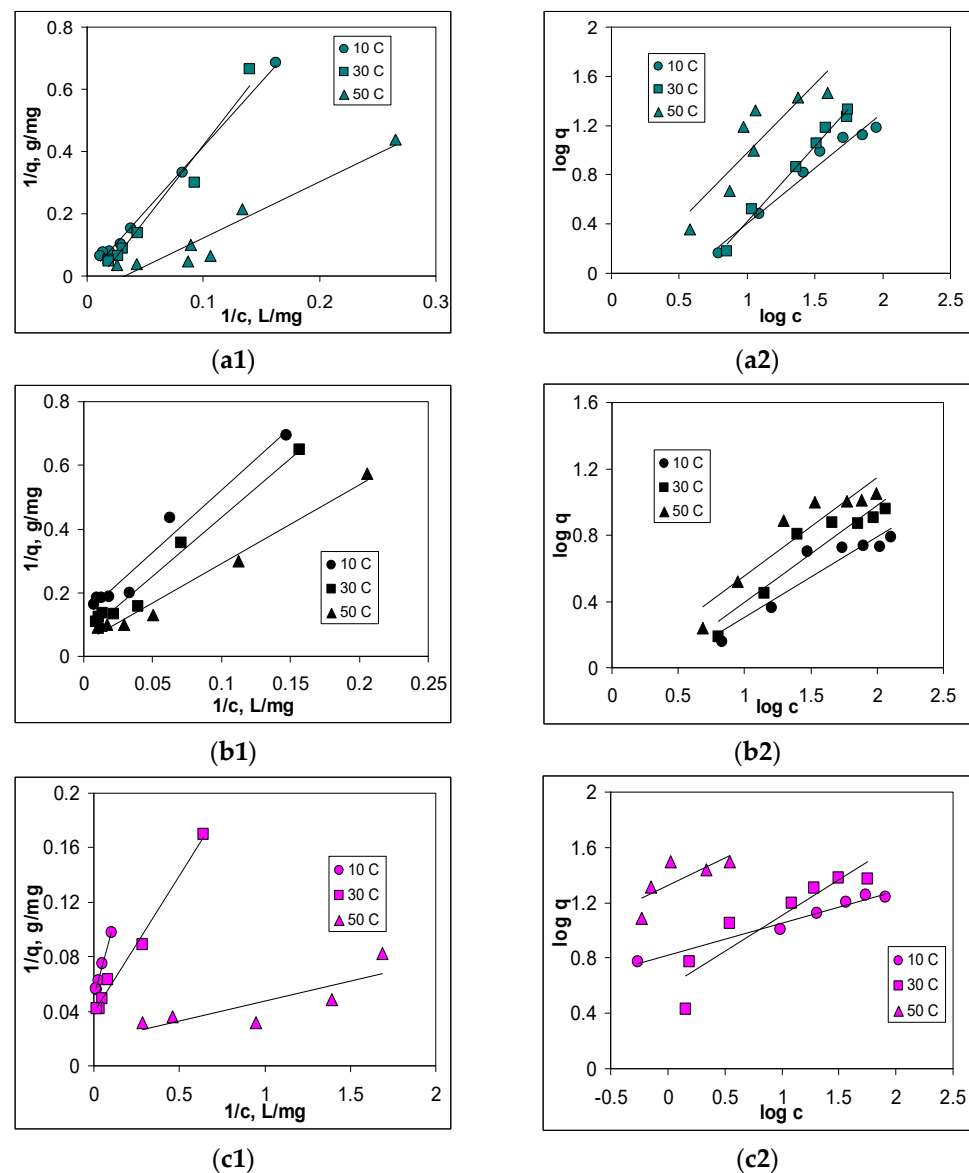 0.8
0.6
0.4
0.2
0
0
0.1
0.2
0.3
1/q, g/mg
1/c, L/mg
10 C
30 C
50 C
(a1)
1.6
1.2
0.8
0.4
0
0
0.5
1
1.5
2
2.5
log q
log c
10 C
30 C
50 C
(a2)
0.8
0.6
0.4
0.2
0
0
0.05
0.1
0.15
0.2
0.25
1/q, g/mg
1/c, L/mg
10 C
30 C
50 C
(b1)
1.6
1.2
0.8
0.4
0
0
0.5
1
1.5
2
2.5
log q
log c
10 C
30 C
50 C
(b2)
0.2
0.16
0.12
0.08
0.04
0
0
0.5
1
1.5
2
1/q, g/mg
1/c, L/mg
10 C
30 C
50 C
(c1)
2
1.6
1.2
0.8
0.4
0
-0.5
0
0.5
1
1.5
2
2.5
log q
log c
10 C
30 C
50 C
(c2)